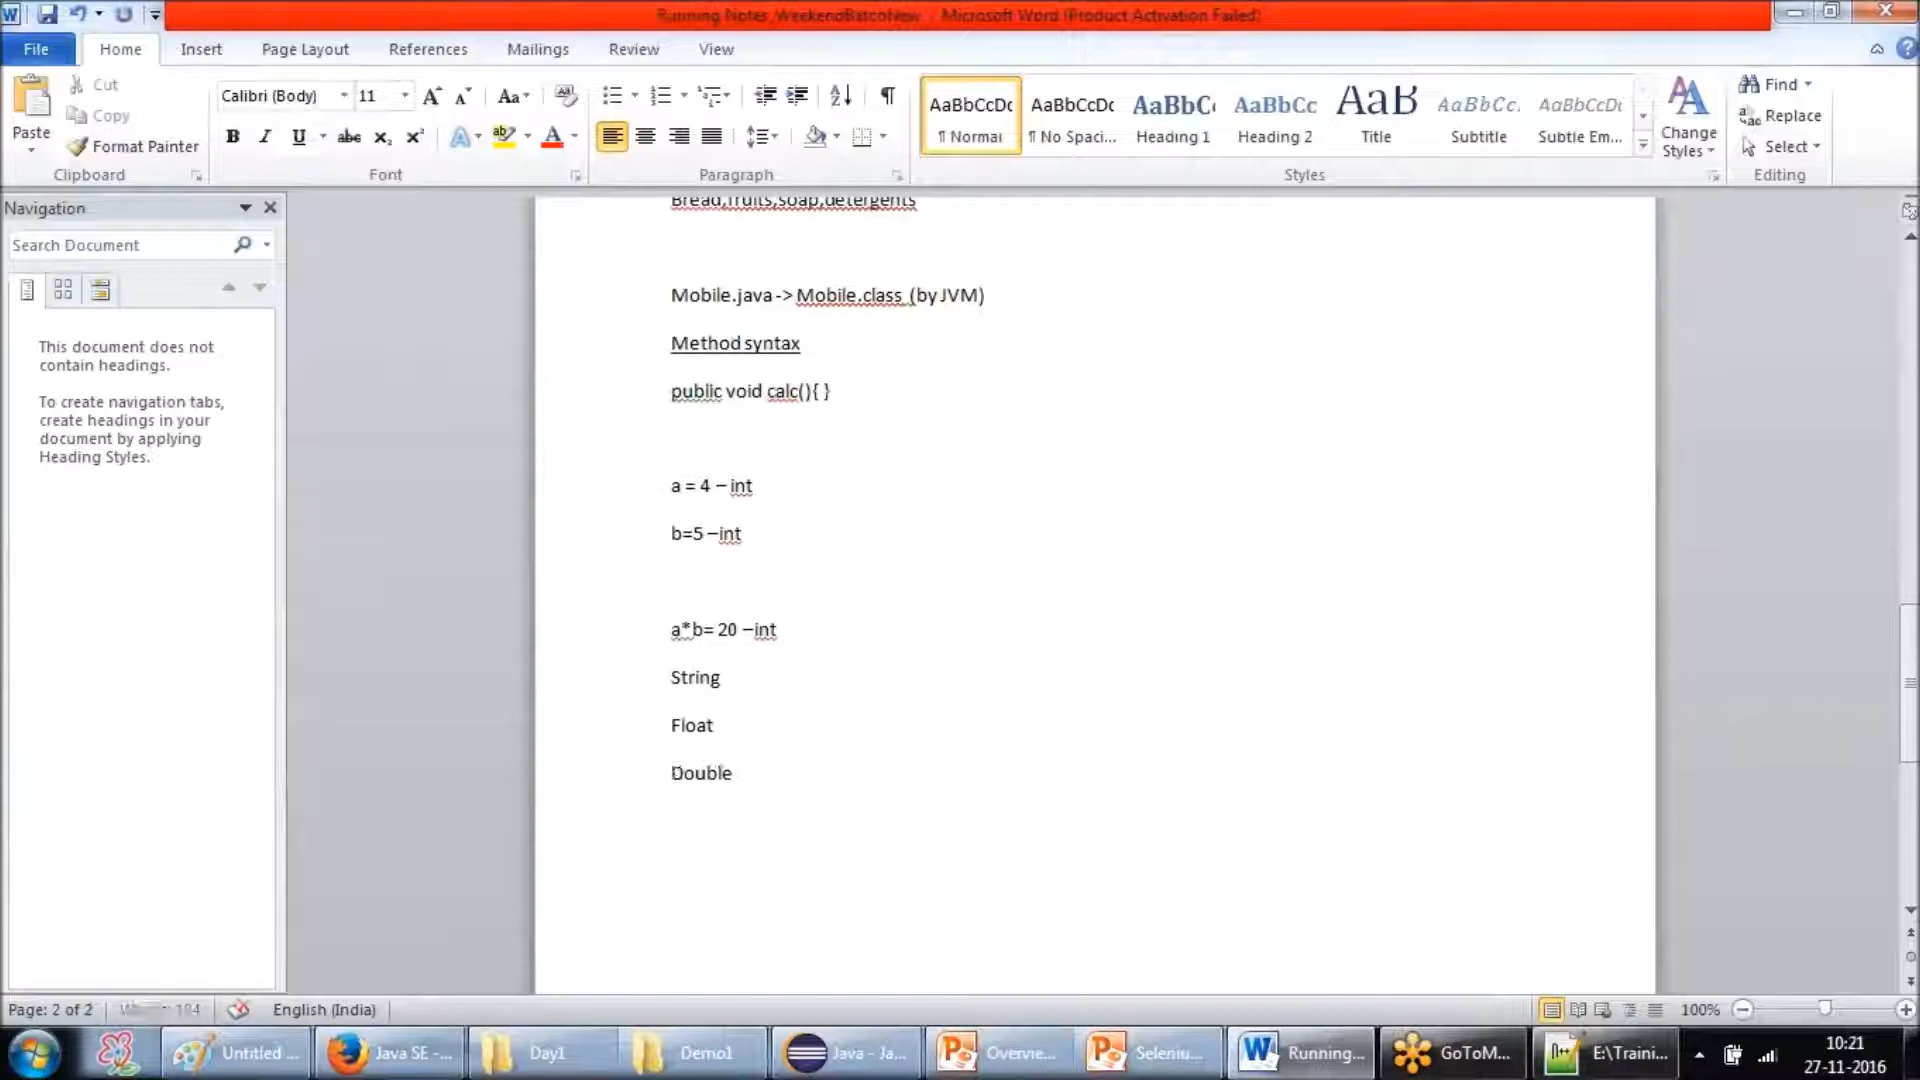 Running Notes_WeekendBatchNew - Microsoft Word (Product Activation Failed)
File Home Insert Page Layout References Mailings Review View
Paste
Cut
Copy
Format Painter
Clipboard
Calibri (Body) 11
Font
Paragraph
AaBbCcDc AaBbCcDc AaBbC AaBbCc AaB AaBbCc. AaBbCcDc
¶ Normal ¶ No Spaci... Heading 1 Heading 2 Title Subtitle Subtle Em...
Change Styles
Styles
Find
Replace
Select
Editing
Navigation
Search Document
This document does not
contain headings.
To create navigation tabs,
create headings in your
document by applying
Heading Styles.
Bread,fruits,soap,detergents
Mobile.java -> Mobile.class (by JVM)
Method syntax
public void calc(){ }
a = 4 – int
b=5 –int
a*b= 20 –int
String
Float
Double
Page: 2 of 2 194 English (India) 100%
Untitled ... Java SE -... Day1 Demo1 Java - Ja... Overvie... Seleniu... Running... GoToM... E:\Traini...
10:21
27-11-2016